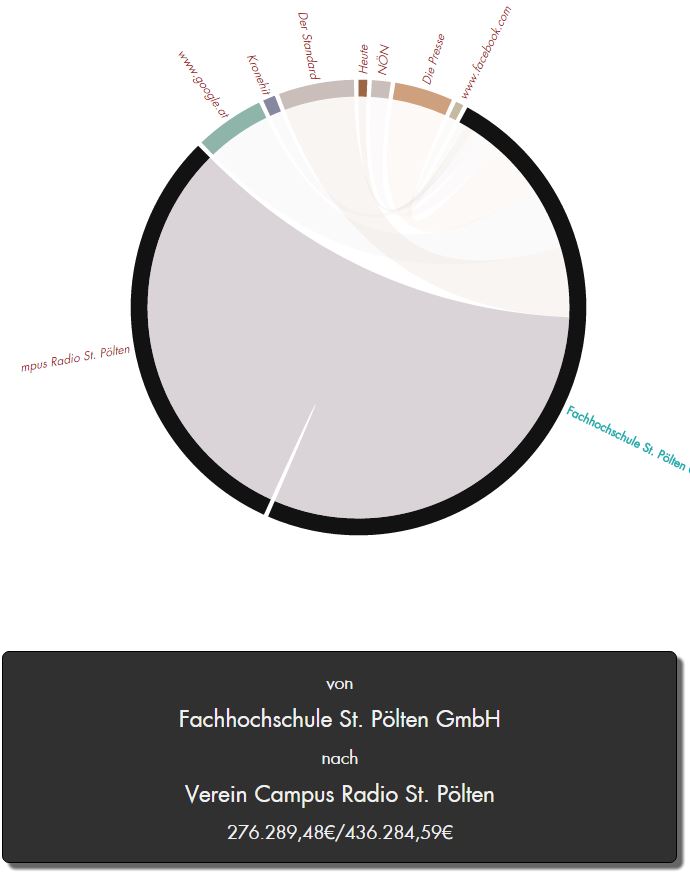 www.google.at
Kronehit
Der Standard
Heute
NÖN
Die Presse
www.facebook.com
mpus Radio St. Pölten
Fachhochschule St. Pölten
von
Fachhochschule St. Pölten GmbH
nach
Verein Campus Radio St. Pölten
276.289,48€/436.284,59€